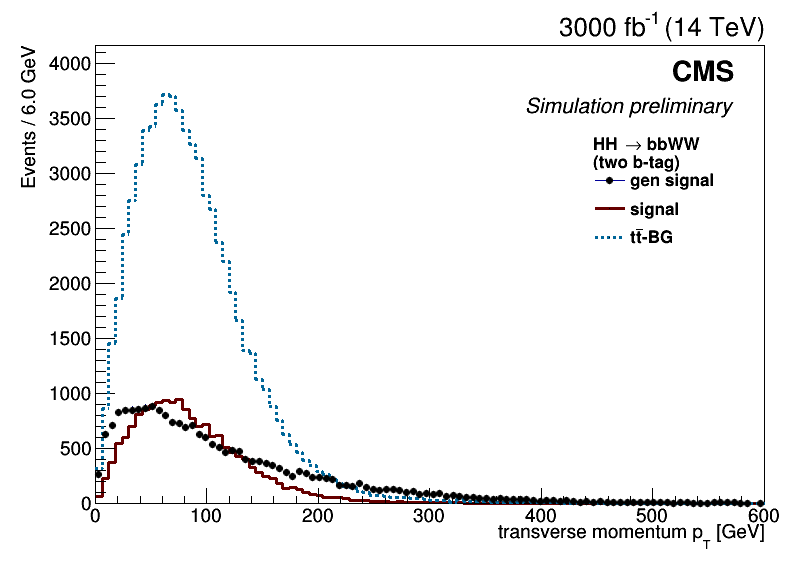 3000 fb-1 (14 TeV)
Events / 6.0 GeV
CMS
Simulation preliminary
HH → bbWW
(two b-tag)
gen signal
signal
tt̄-BG
4000
3500
3000
2500
2000
1500
1000
500
0
0 100 200 300 400 500 600
transverse momentum pT [GeV]